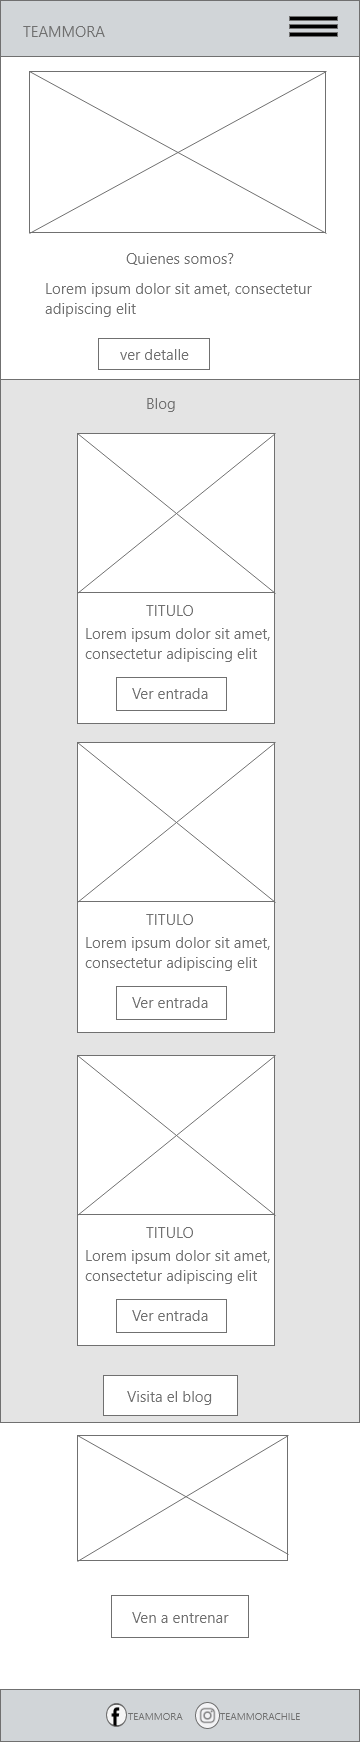 TEAMMORA
Quienes somos?
Lorem ipsum dolor sit amet, consectetur
adipiscing elit
ver detalle
Blog
TITULO
Lorem ipsum dolor sit amet,
consectetur adipiscing elit
Ver entrada
TITULO
Lorem ipsum dolor sit amet,
consectetur adipiscing elit
Ver entrada
TITULO
Lorem ipsum dolor sit amet,
consectetur adipiscing elit
Ver entrada
Visita el blog
Ven a entrenar
TEAMMORA TEAMMORACHILE